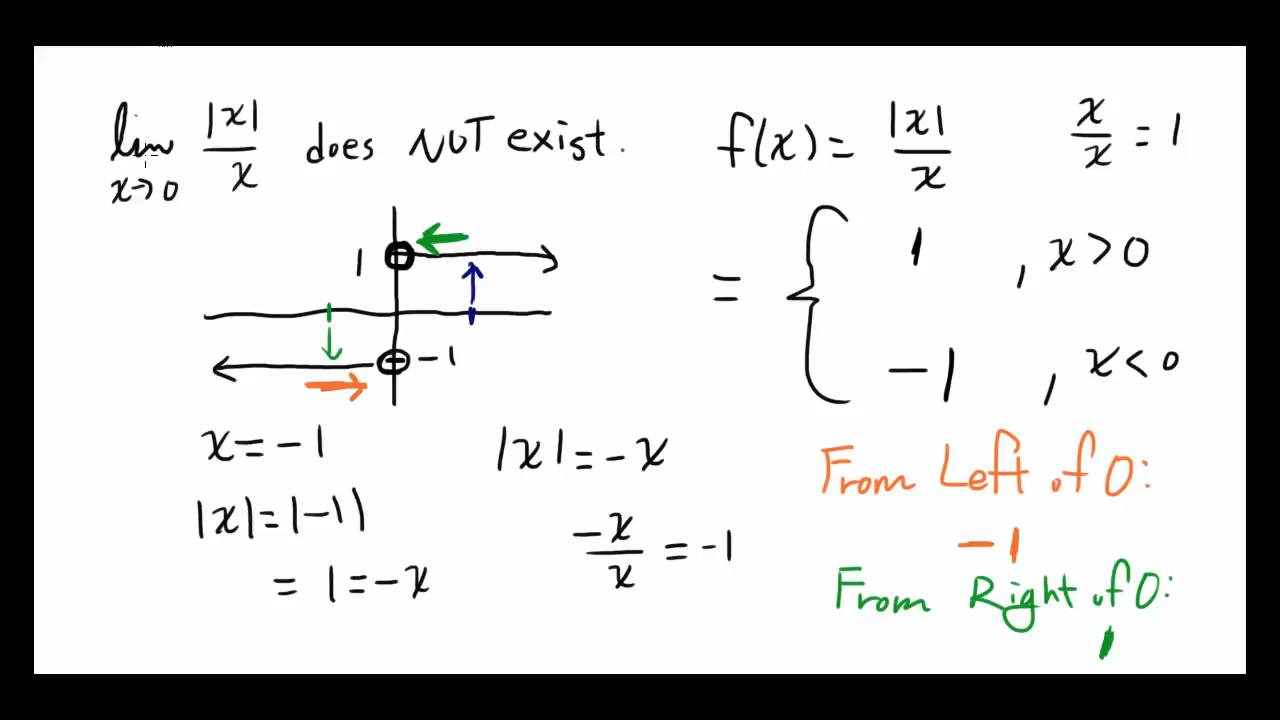 lim x→0 |x|/x does NOT exist.
f(x) = |x|/x
x/x = 1
= { 1 , x > 0
-1 , x < 0
1
-1
x = -1
|x| = |-1|
= 1 = -x
|x| = -x
-x/x = -1
From Left of 0:
-1
From Right of 0:
1